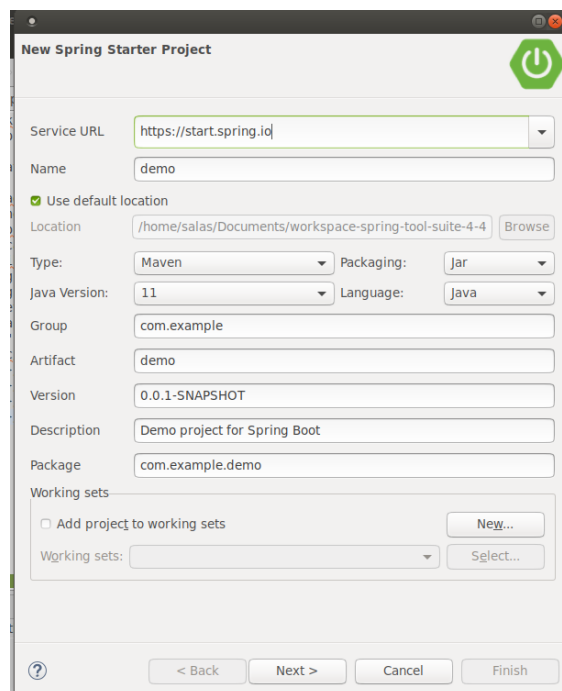 New Spring Starter Project
Service URL https://start.spring.io
Name demo
Use default location
Location /home/salas/Documents/workspace-spring-tool-suite-4-4 Browse
Type: Maven Packaging: Jar
Java Version: 11 Language: Java
Group com.example
Artifact demo
Version 0.0.1-SNAPSHOT
Description Demo project for Spring Boot
Package com.example.demo
Working sets
Add project to working sets New...
Working sets: Select...
? < Back Next > Cancel Finish